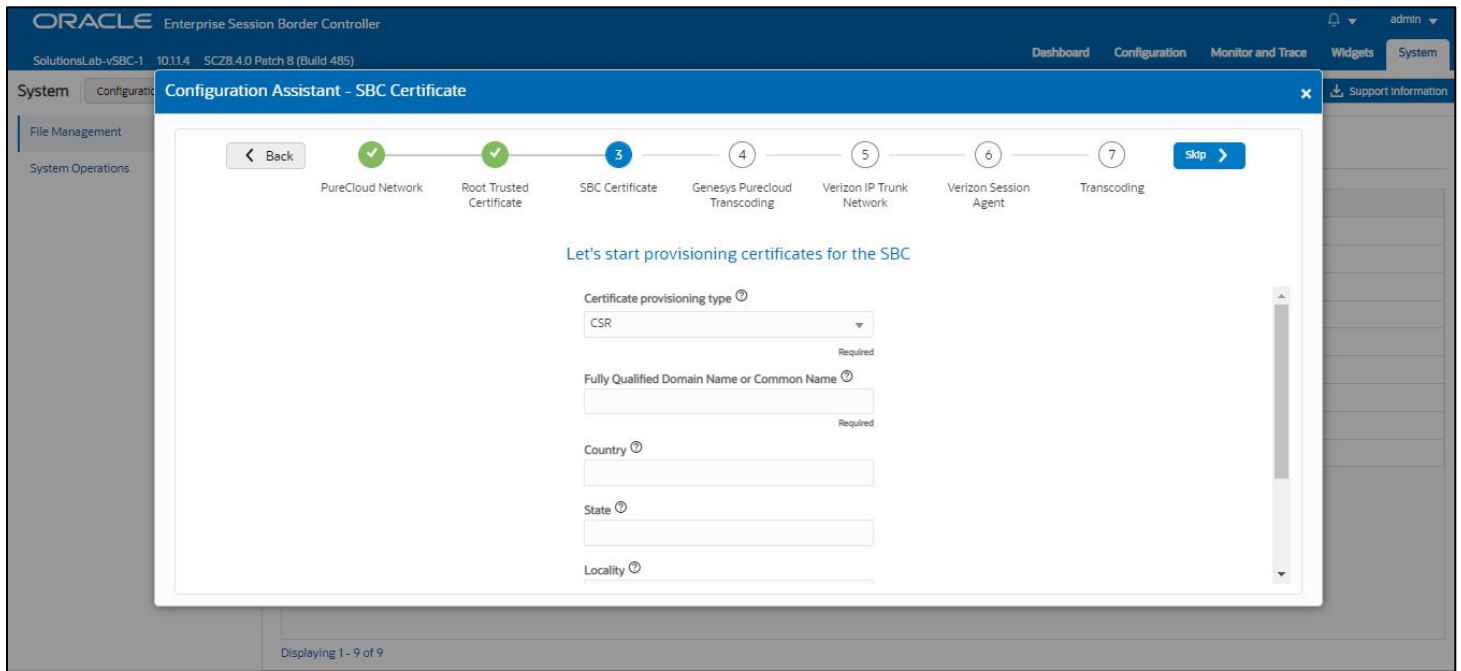 ORACLE Enterprise Session Border Controller
admin
SolutionsLab-vSBC-1 10.1.1.4 SCZ8.4.0 Patch 8 (Build 485)
Dashboard Configuration Monitor and Trace Widgets System
System
Configuration Assistant - SBC Certificate
Support Information
File Management
System Operations
Back
3 4 5 6 7
Skip
PureCloud Network
Root Trusted
Certificate
SBC Certificate
Genesys Purecloud
Transcoding
Verizon IP Trunk
Network
Verizon Session
Agent
Transcoding
Let's start provisioning certificates for the SBC
Certificate provisioning type
CSR
Required
Fully Qualified Domain Name or Common Name
Required
Country
State
Locality
Displaying 1 - 9 of 9